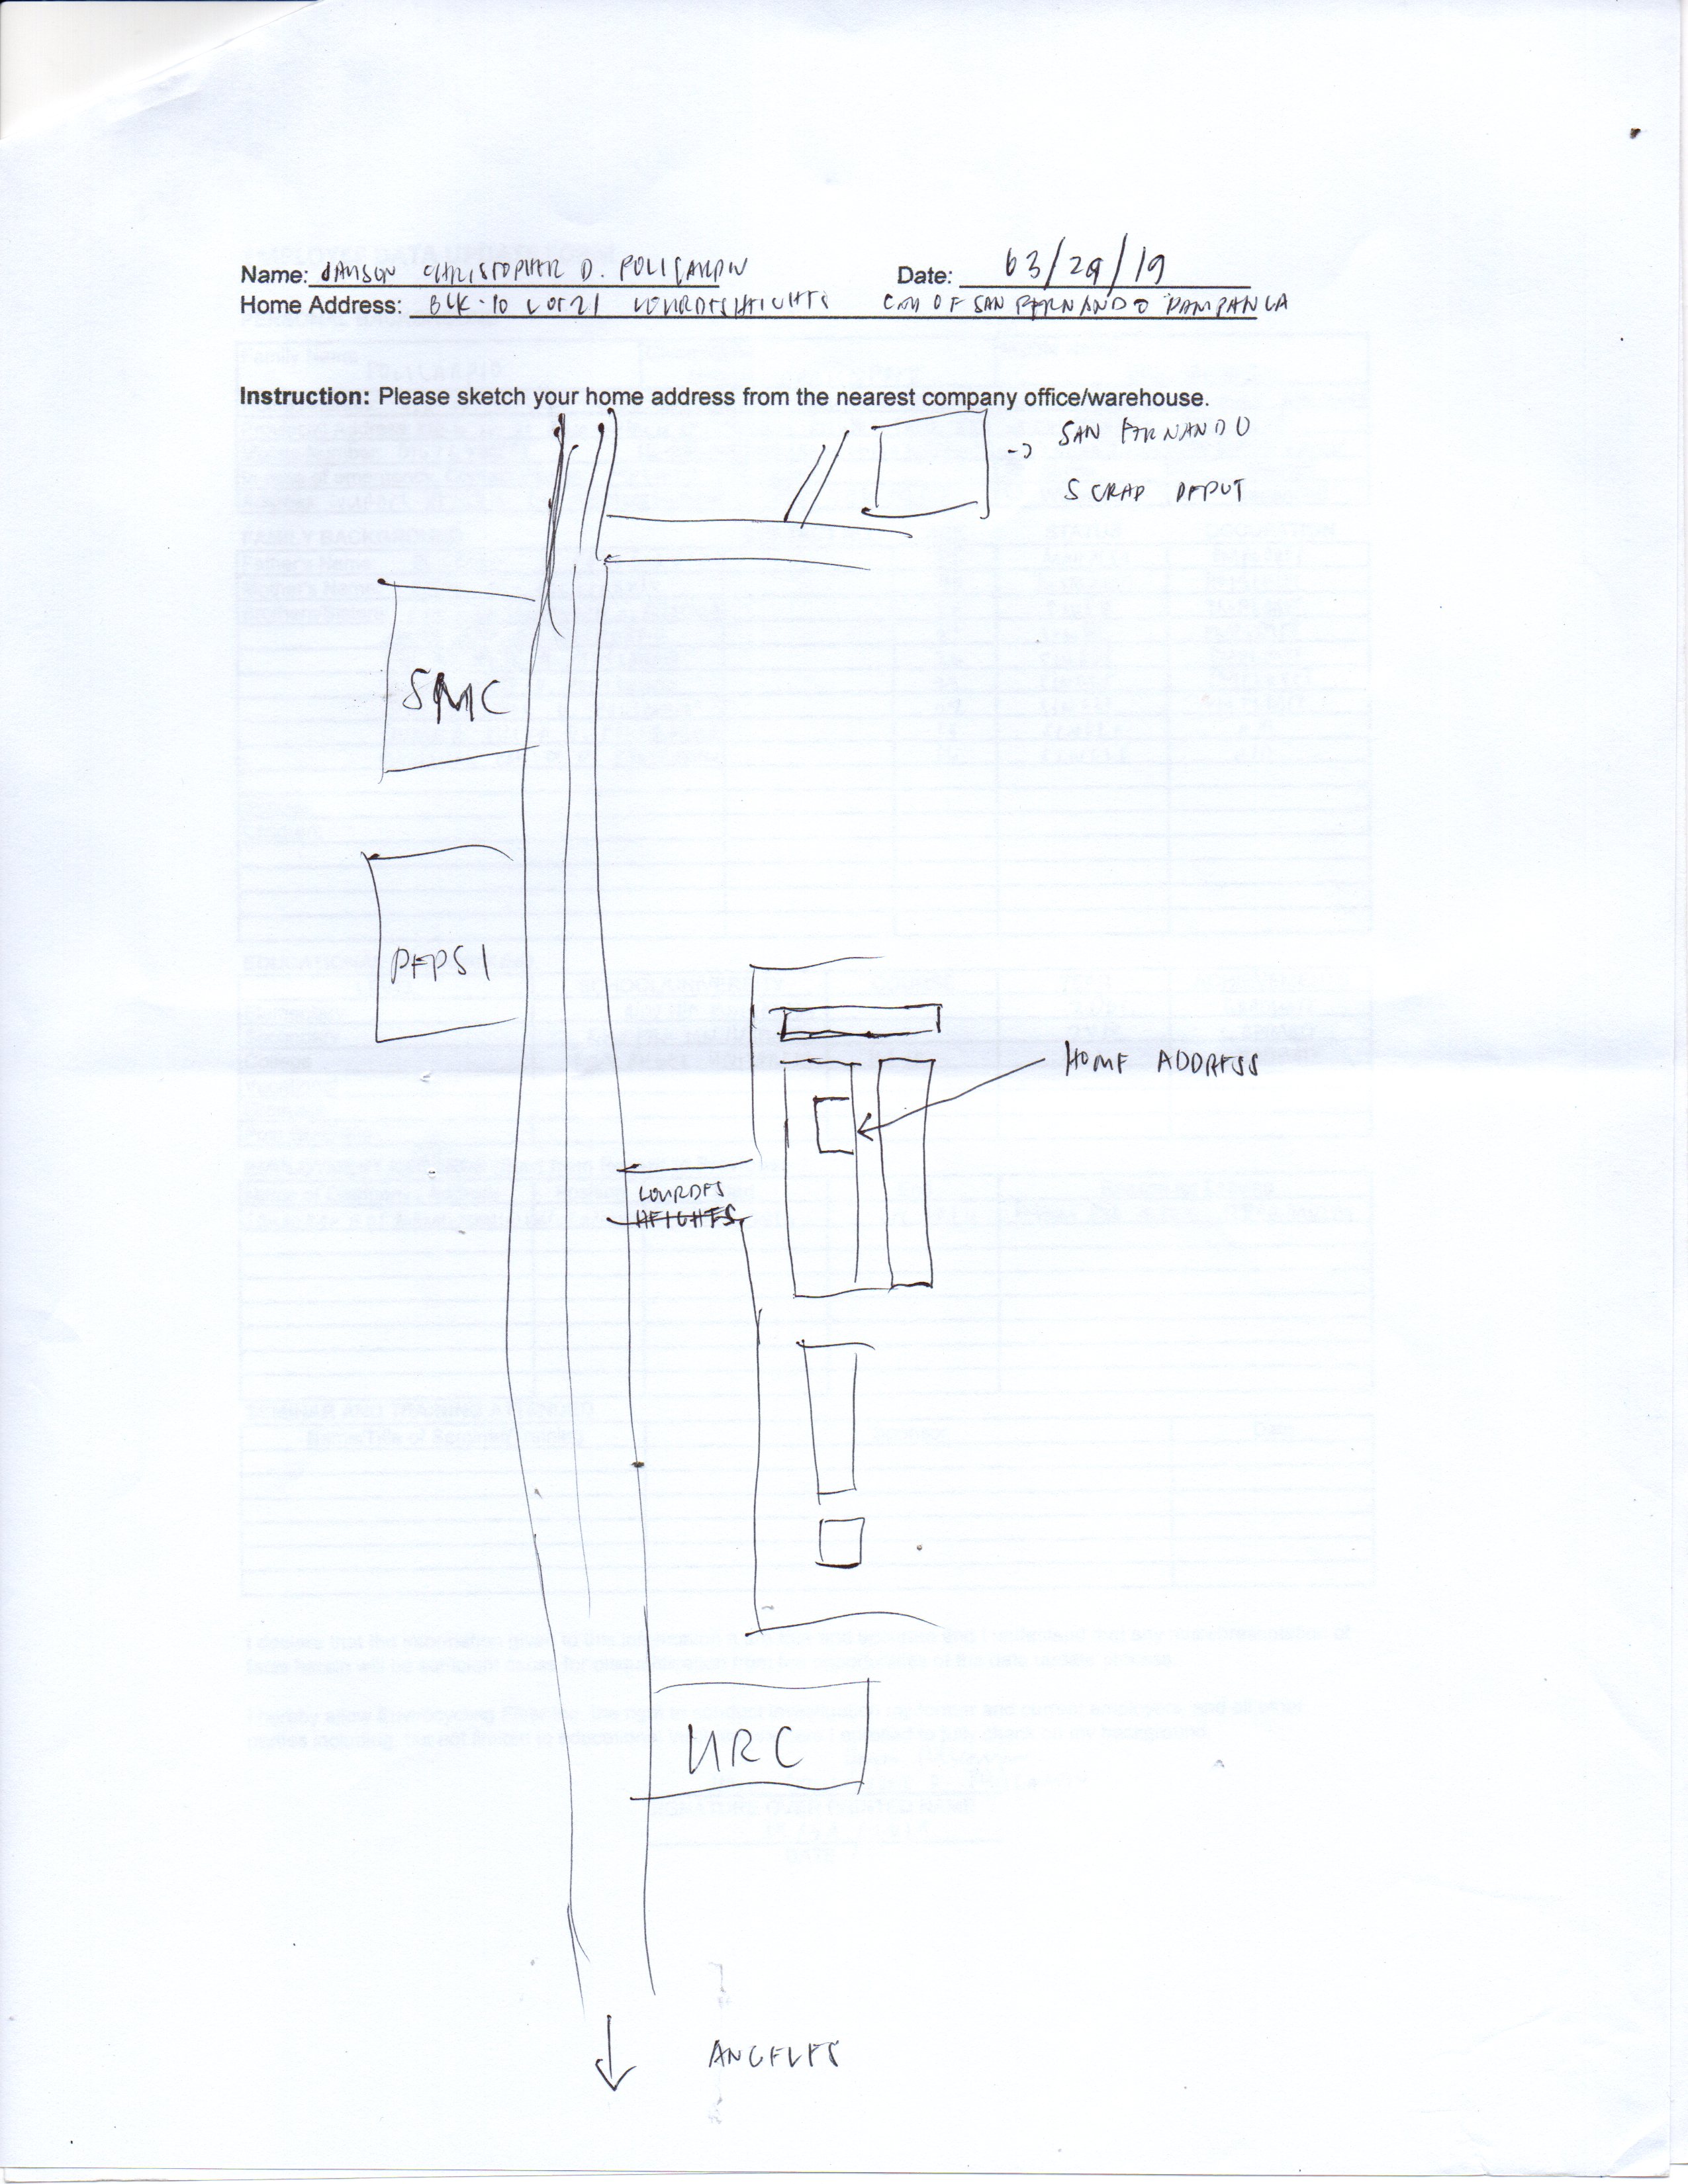 Name: JAMSON CHRISTOPHER D. POLICARPIO Date: 03/29/19
Home Address: BLK-10 LOT 21 LOURDES HEIGHTS CITY OF SAN FERNANDO PAMPANGA
Instruction: Please sketch your home address from the nearest company office/warehouse.
SAN FERNANDO
SCRAP DEPOT
SMC
PEPSI
HOME ADDRESS
LOURDES
HEIGHTS
URC
ANGELES